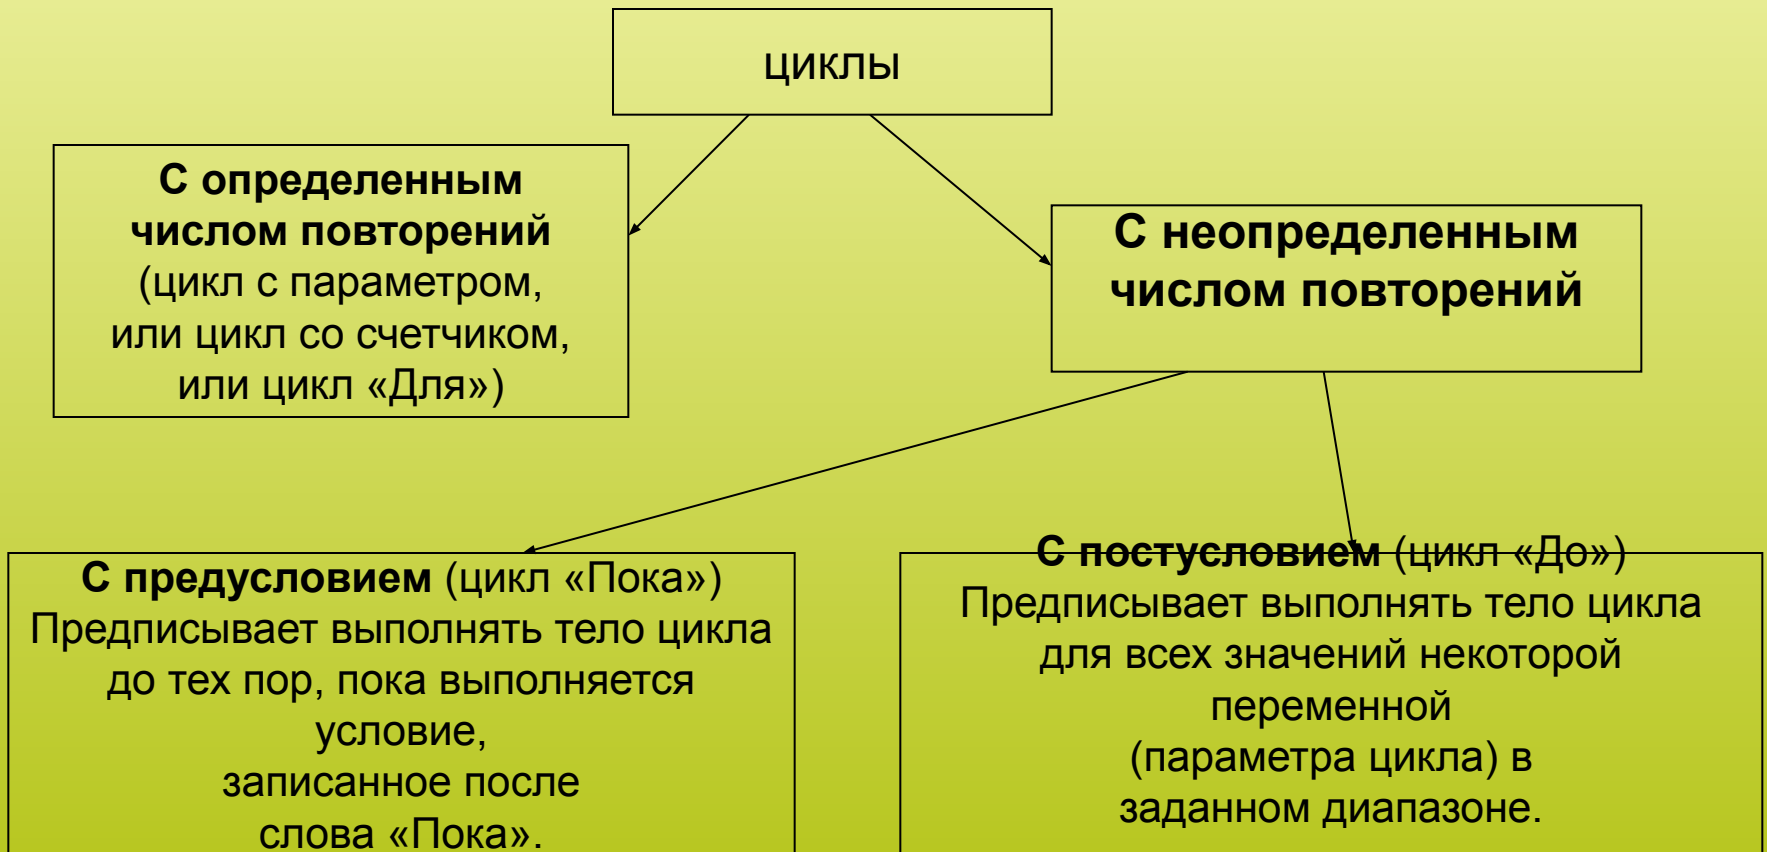 циклы
С определенным
числом повторений
(цикл с параметром,
или цикл со счетчиком,
или цикл «Для»)
С неопределенным
числом повторений
С предусловием (цикл «Пока»)
Предписывает выполнять тело цикла
до тех пор, пока выполняется
условие,
записанное после
слова «Пока».
С постусловием (цикл «До»)
Предписывает выполнять тело цикла
для всех значений некоторой
переменной
(параметра цикла) в
заданном диапазоне.